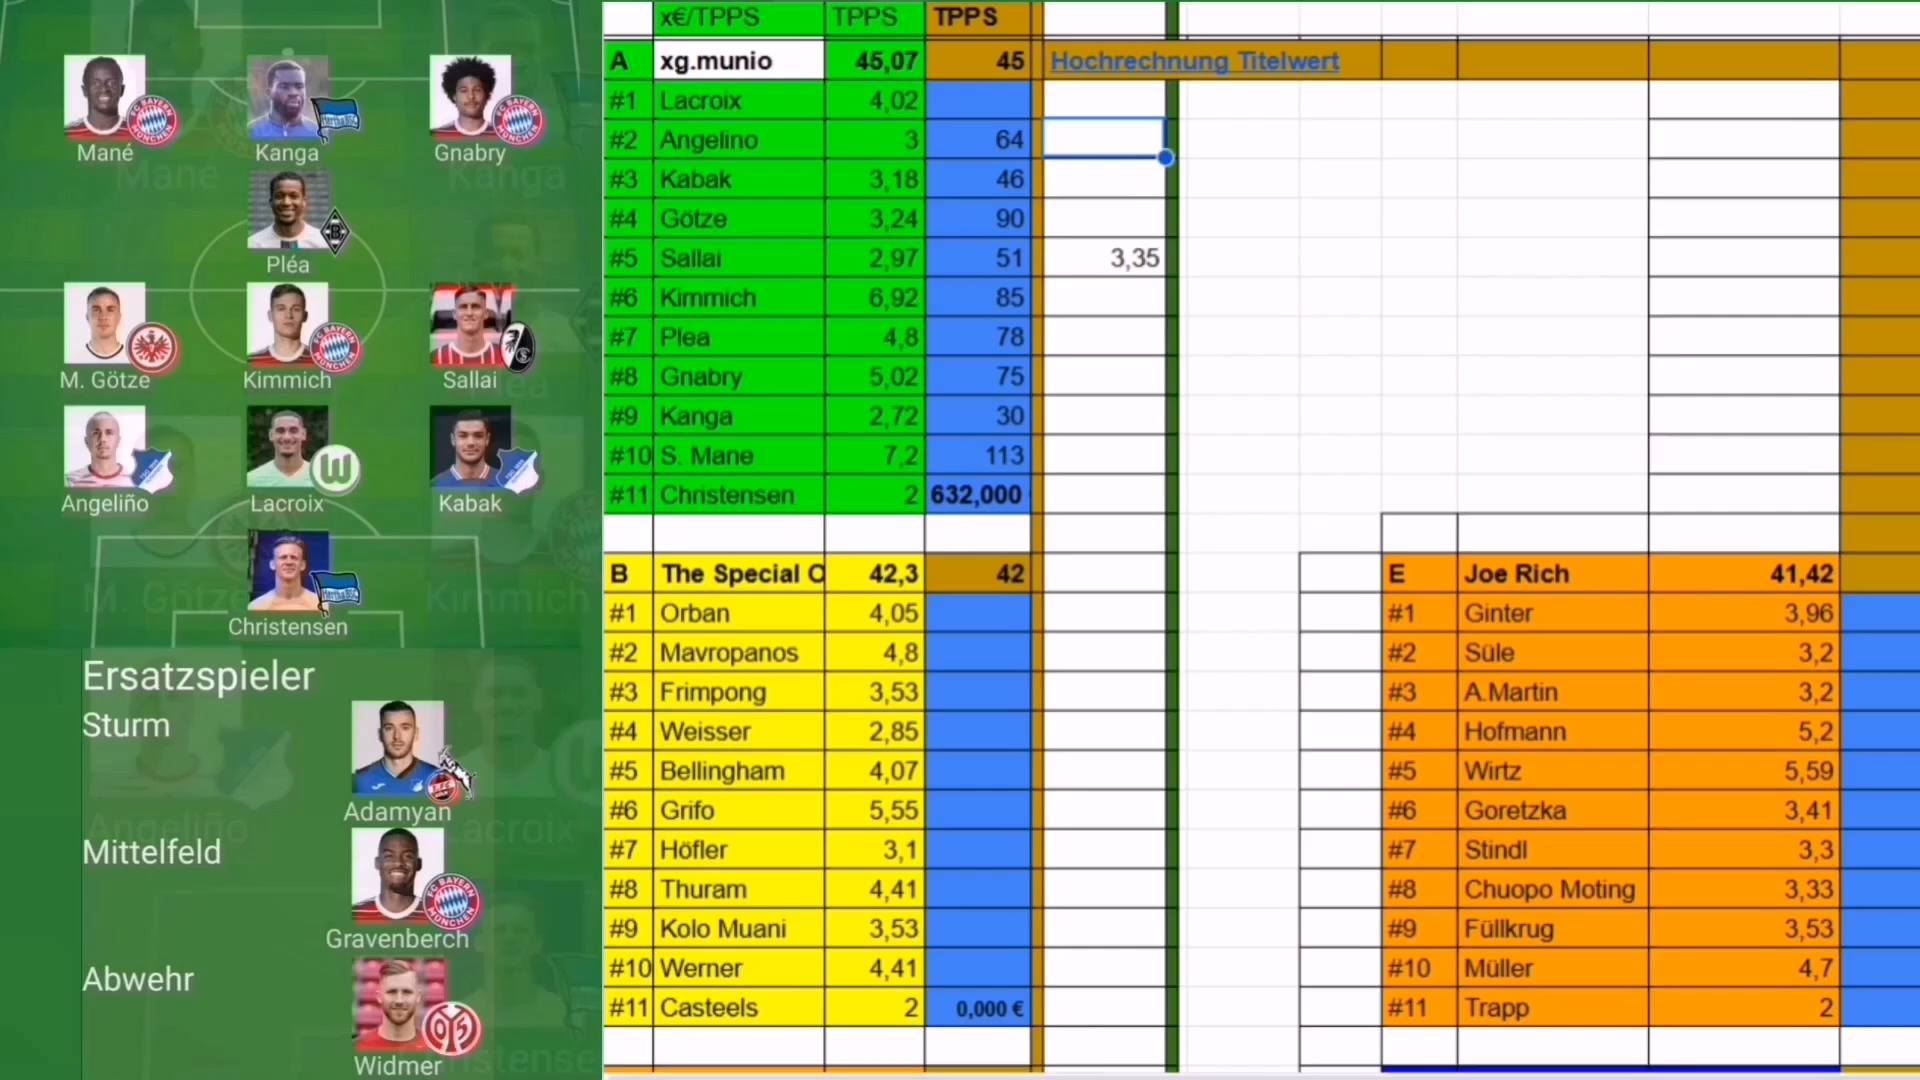 Mané Kanga Gnabry
Pléa
M. Götze Kimmich Sallai
Angeliño Lacroix Kabak
Christensen
Ersatzspieler
Sturm
Adamyan
Mittelfeld
Gravenberch
Abwehr
Widmer
x€/TPPS TPPS TPPS
A xg.munio 45,07 45 Hochrechnung Titelwert
#1 Lacroix 4,02
#2 Angelino 3 64
#3 Kabak 3,18 46
#4 Götze 3,24 90
#5 Sallai 2,97 51 3,35
#6 Kimmich 6,92 85
#7 Plea 4,8 78
#8 Gnabry 5,02 75
#9 Kanga 2,72 30
#10 S. Mane 7,2 113
#11 Christensen 2 632,000
B The Special C 42,3 42
#1 Orban 4,05
#2 Mavropanos 4,8
#3 Frimpong 3,53
#4 Weisser 2,85
#5 Bellingham 4,07
#6 Grifo 5,55
#7 Höfler 3,1
#8 Thuram 4,41
#9 Kolo Muani 3,53
#10 Werner 4,41
#11 Casteels 2 0,000 €
E Joe Rich 41,42
#1 Ginter 3,96
#2 Süle 3,2
#3 A.Martin 3,2
#4 Hofmann 5,2
#5 Wirtz 5,59
#6 Goretzka 3,41
#7 Stindl 3,3
#8 Chuopo Moting 3,33
#9 Füllkrug 3,53
#10 Müller 4,7
#11 Trapp 2